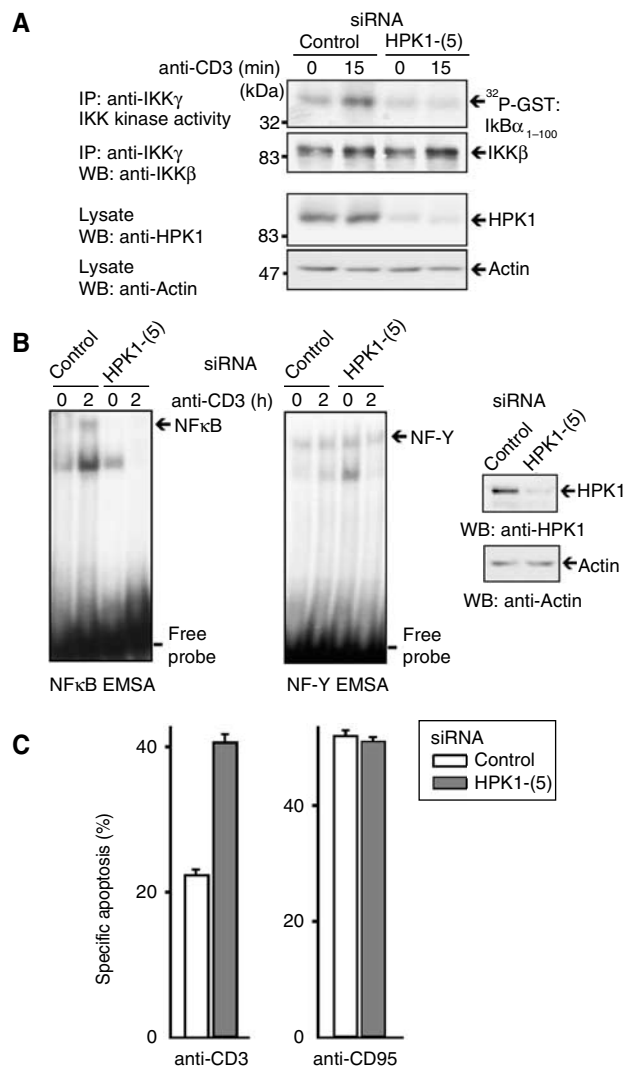 A
siRNA
Control HPK1-(5)
anti-CD3 (min) 0 15 0 15
(kDa)
IP: anti-IKKγ
IKK kinase activity
32
³²P-GST:
IkBα₁₋₁₀₀
IP: anti-IKKγ
WB: anti-IKKβ
83
IKKβ
Lysate
WB: anti-HPK1
83
HPK1
Lysate
WB: anti-Actin
47
Actin
B
Control HPK1-(5) siRNA Control HPK1-(5)
0 2 0 2 anti-CD3 (h) 0 2 0 2
NFκB
NF-Y
Free
probe
Free
probe
NFκB EMSA
NF-Y EMSA
siRNA
Control HPK1-(5)
HPK1
WB: anti-HPK1
Actin
WB: anti-Actin
C
Specific apoptosis (%)
40
20
0
anti-CD3
40
20
0
anti-CD95
siRNA
Control
HPK1-(5)